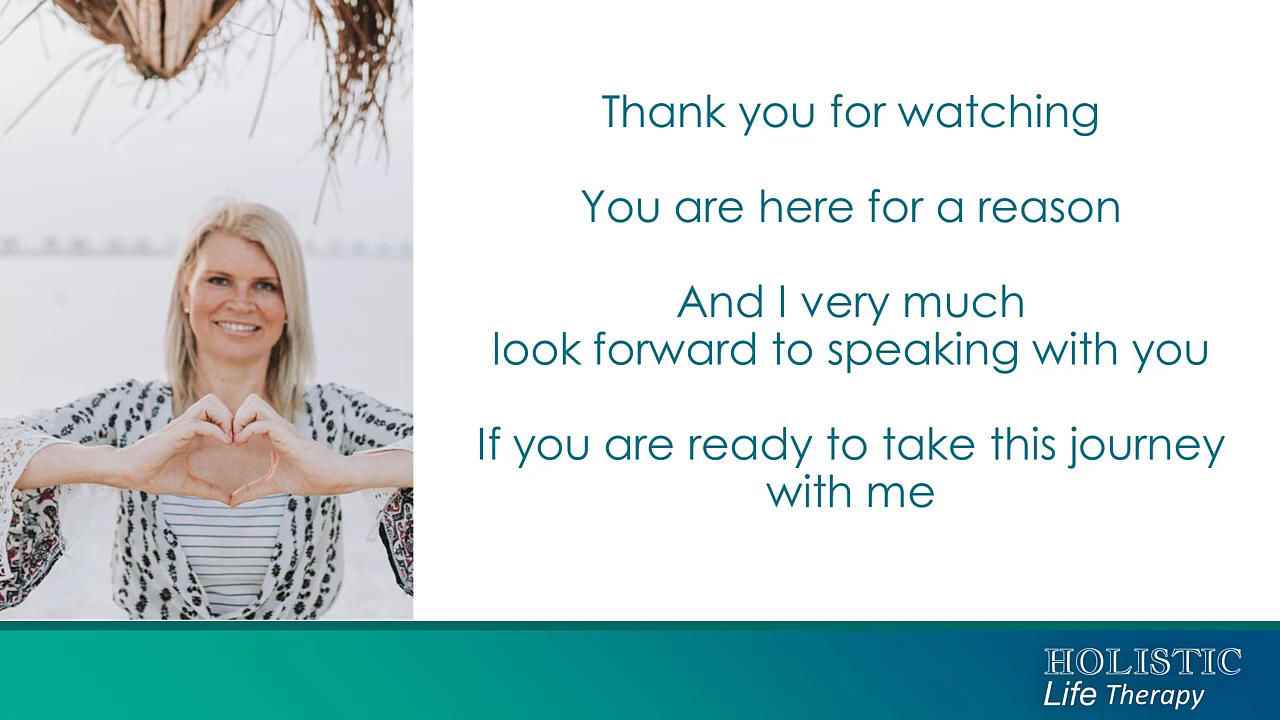 Thank you for watching
You are here for a reason
And I very much
look forward to speaking with you
If you are ready to take this journey
with me
HOLISTIC
Life Therapy